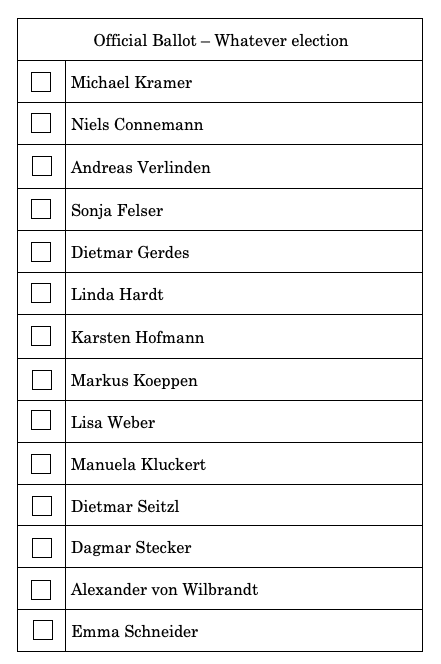 Official Ballot – Whatever election
Michael Kramer
Niels Connemann
Andreas Verlinden
Sonja Felser
Dietmar Gerdes
Linda Hardt
Karsten Hofmann
Markus Koeppen
Lisa Weber
Manuela Kluckert
Dietmar Seitzl
Dagmar Stecker
Alexander von Wilbrandt
Emma Schneider